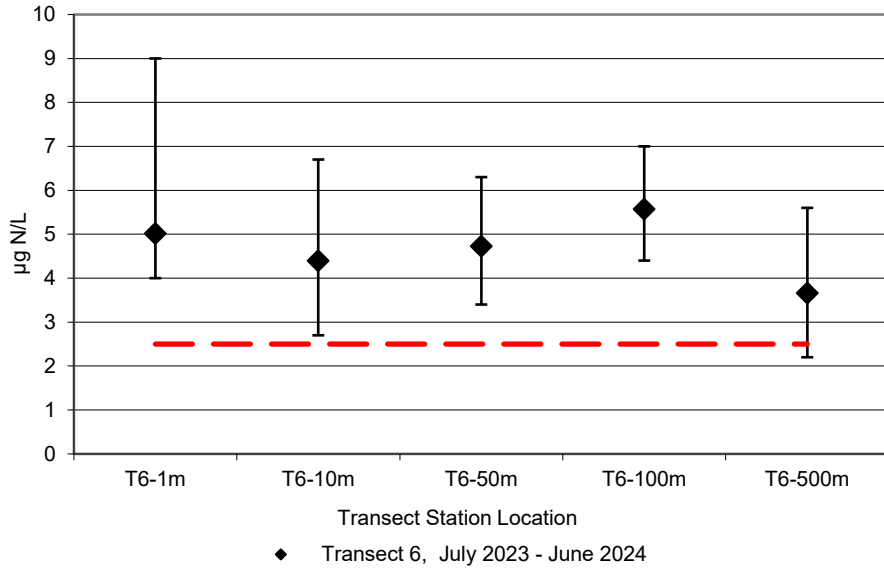 10
9
8
7
6
5
4
3
2
1
0
µg N/L
T6-1m T6-10m T6-50m T6-100m T6-500m
Transect Station Location
Transect 6, July 2023 - June 2024